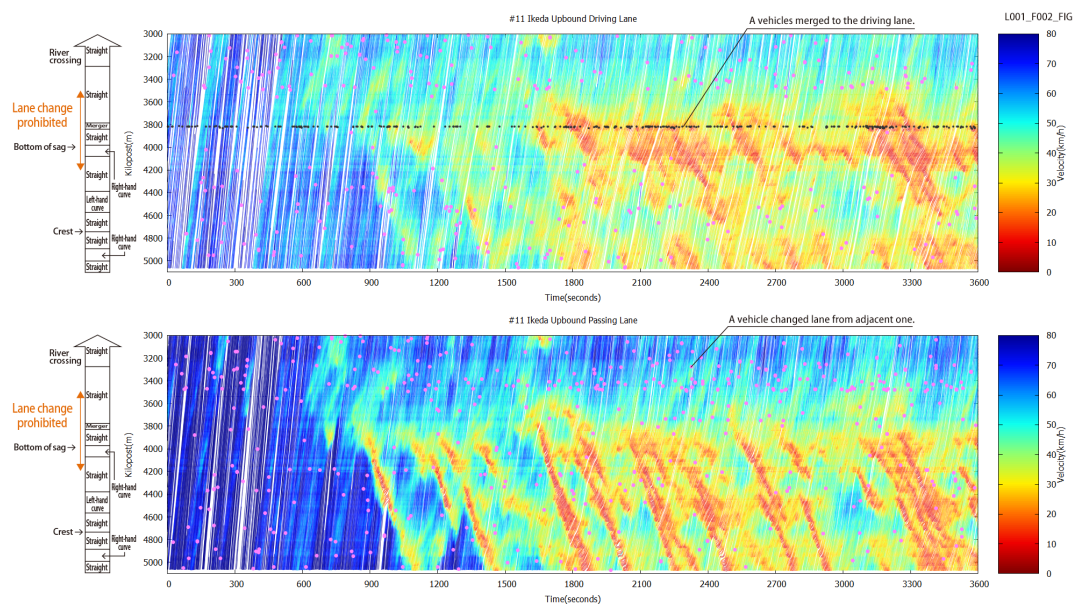 #11 Ikeda Upbound Driving Lane
A vehicles merged to the driving lane.
L001_F002_FIG
River
crossing
Straight
Straight
Lane change
prohibited
Merger
Straight
Bottom of sag
Straight
Right-hand
curve
Left-hand
curve
Straight
Crest
Straight
Right-hand
curve
Straight
Kilopost(m)
3000
3200
3400
3600
3800
4000
4200
4400
4600
4800
5000
0 300 600 900 1200 1500 1800 2100 2400 2700 3000 3300 3600
Time(seconds)
80
70
60
50
40
30
20
10
0
Velocity(km/h)
#11 Ikeda Upbound Passing Lane
A vehicle changed lane from adjacent one.
River
crossing
Straight
Straight
Lane change
prohibited
Merger
Straight
Bottom of sag
Straight
Right-hand
curve
Left-hand
curve
Straight
Crest
Straight
Right-hand
curve
Straight
Kilopost(m)
3000
3200
3400
3600
3800
4000
4200
4400
4600
4800
5000
0 300 600 900 1200 1500 1800 2100 2400 2700 3000 3300 3600
Time(seconds)
80
70
60
50
40
30
20
10
0
Velocity(km/h)